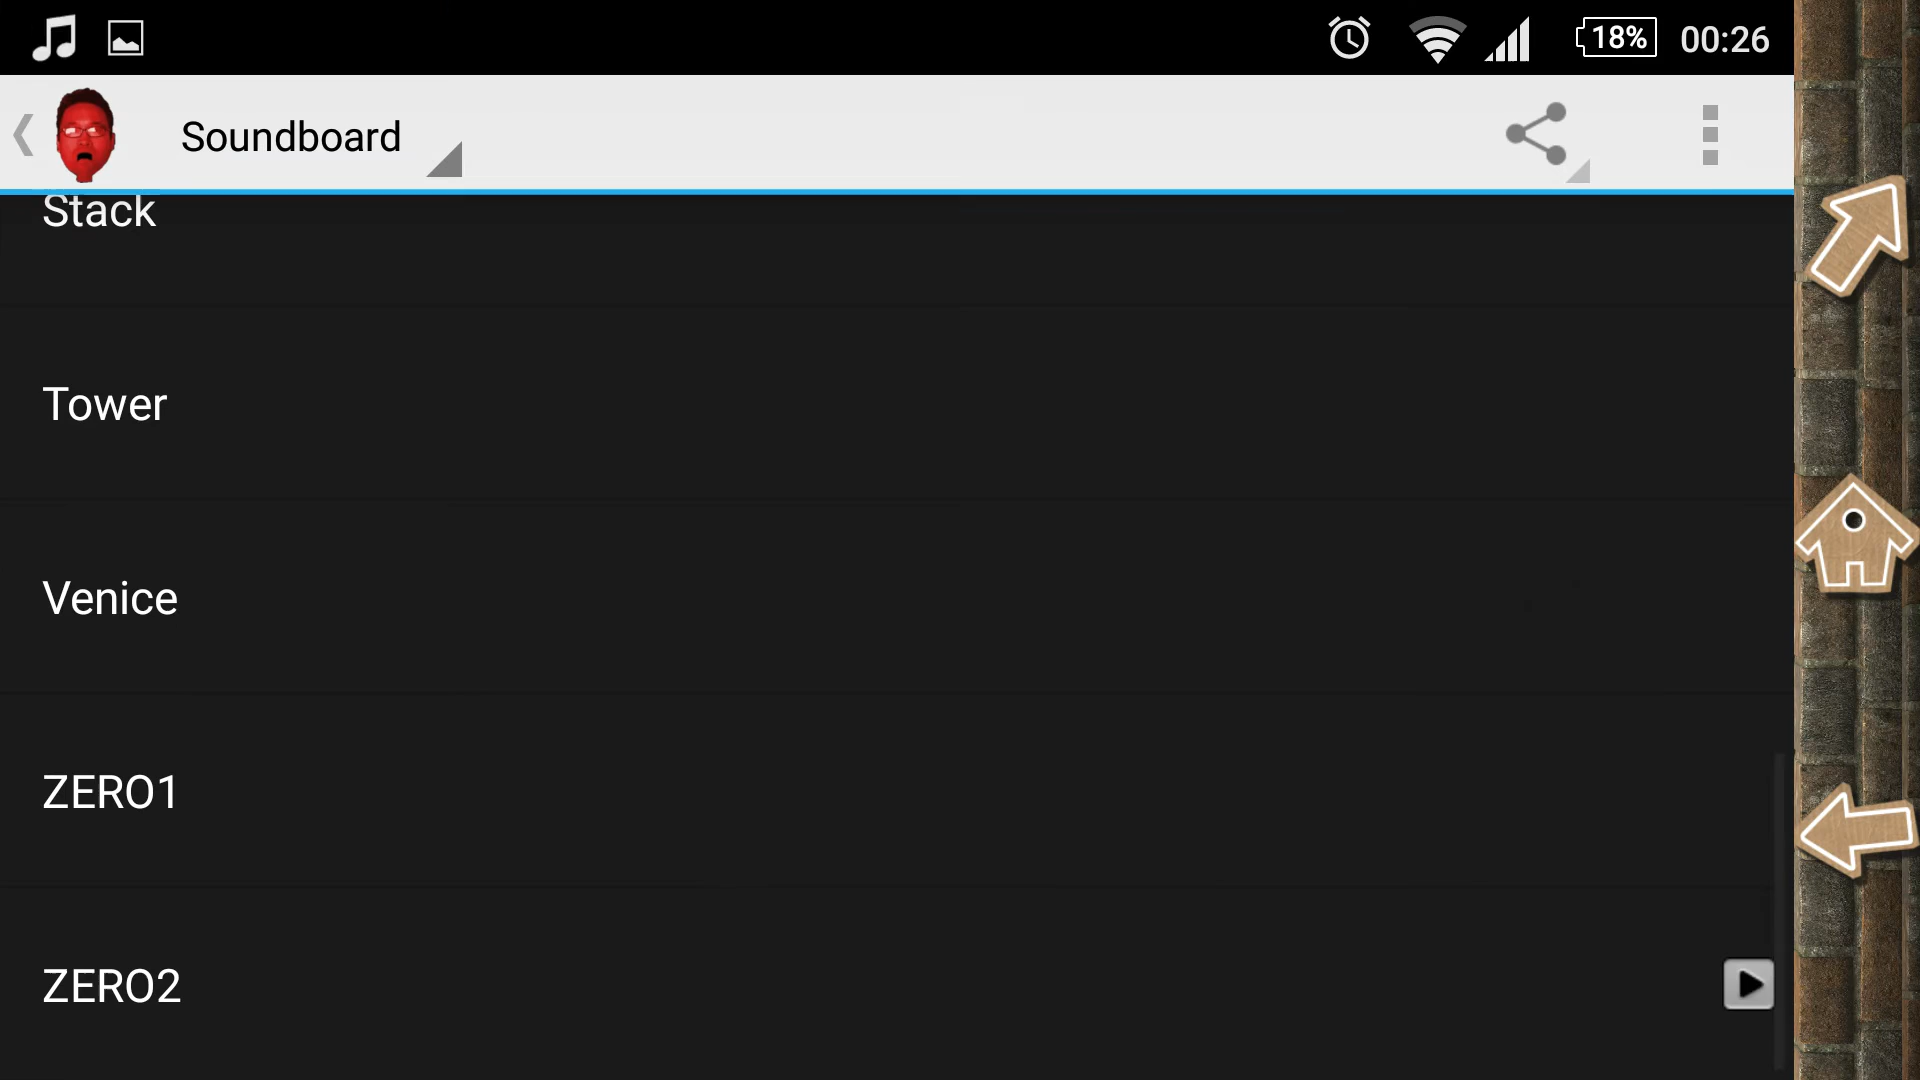 18% 00:26
Soundboard
Stack
Tower
Venice
ZERO1
ZERO2